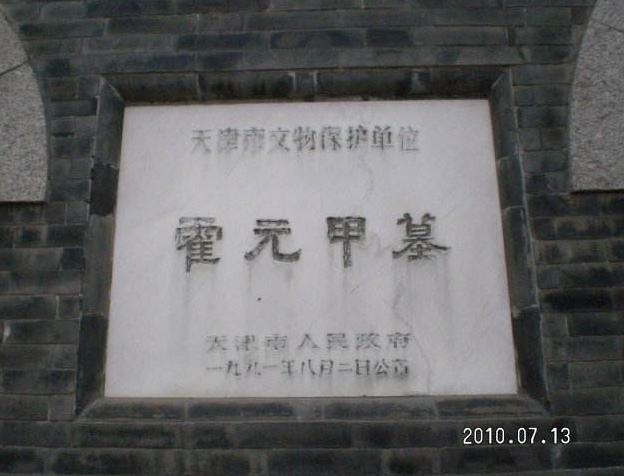 天津市文物保护单位
霍元甲墓
天津市人民政府
一九九一年八月二日公布
2010.07.13